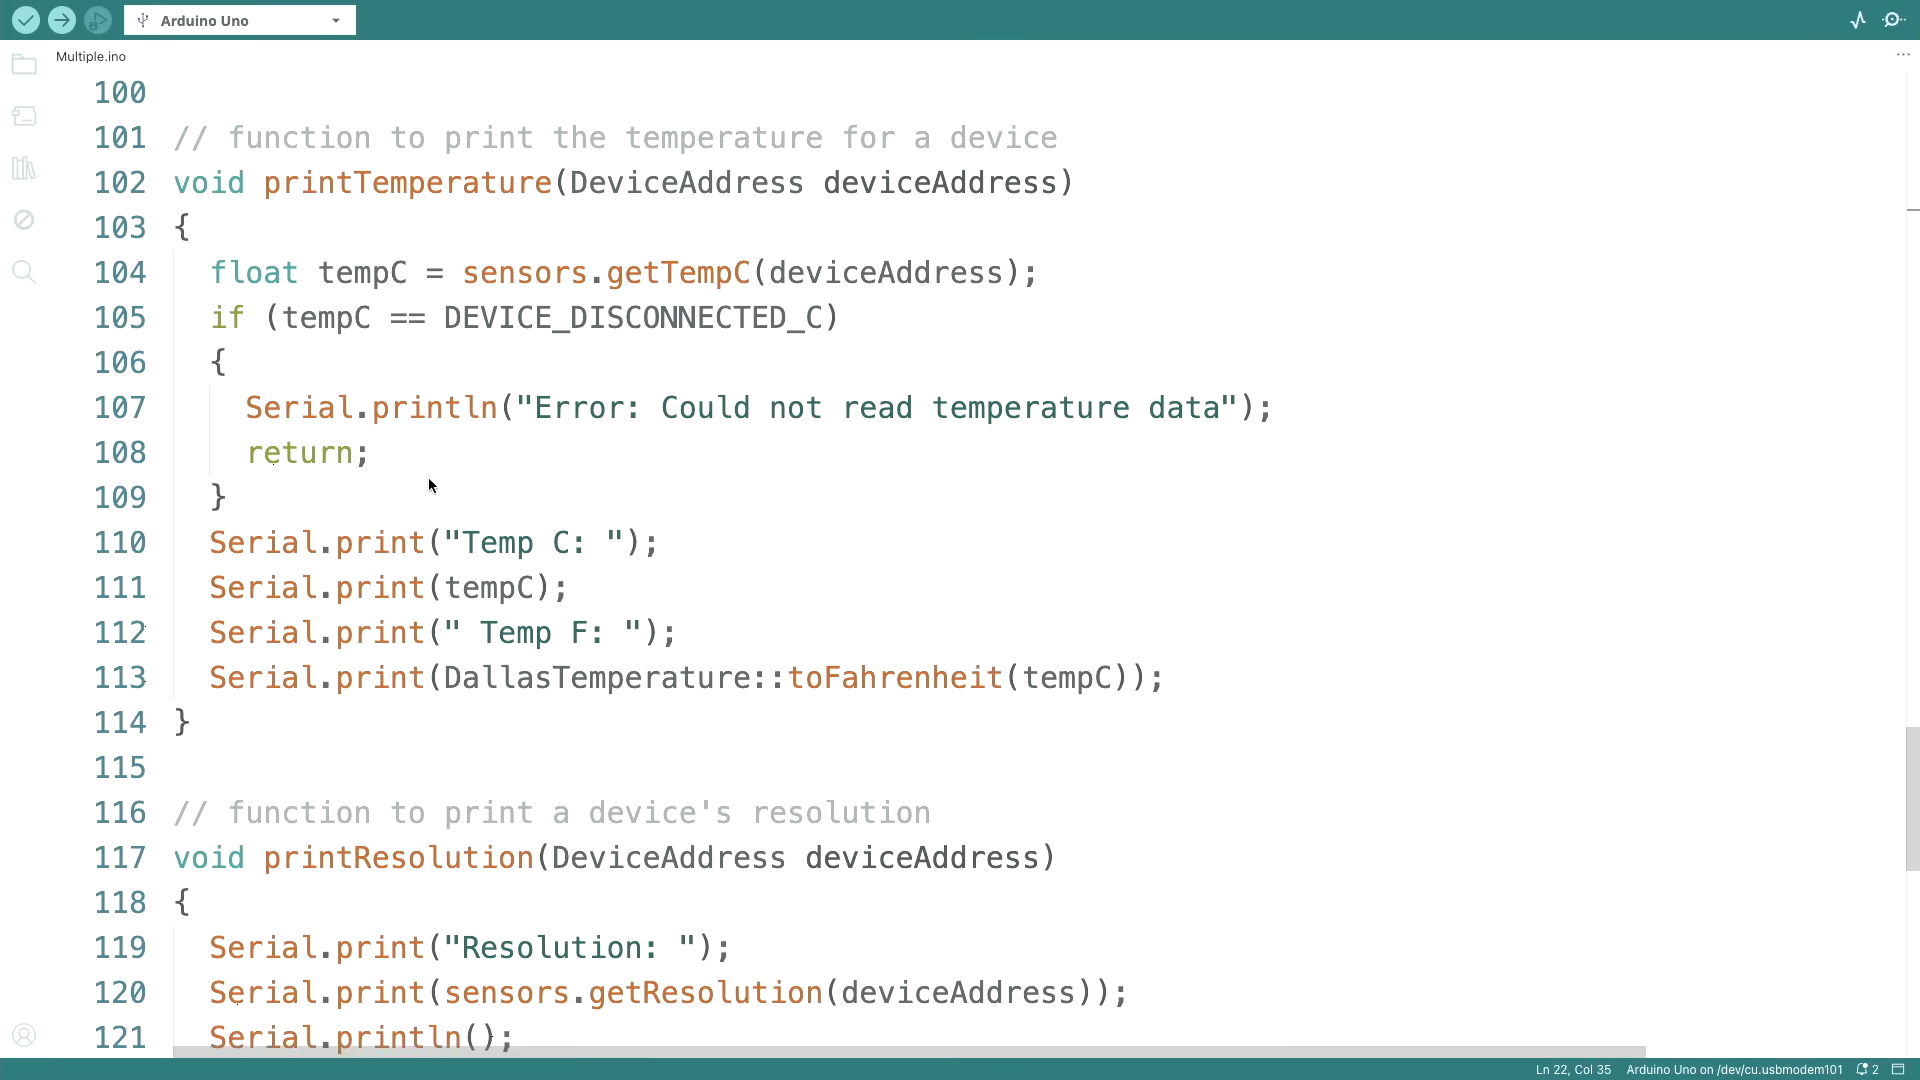 Arduino Uno
Multiple.ino
100
101 // function to print the temperature for a device
102 void printTemperature(DeviceAddress deviceAddress)
103 {
104   float tempC = sensors.getTempC(deviceAddress);
105   if (tempC == DEVICE_DISCONNECTED_C)
106   {
107     Serial.println("Error: Could not read temperature data");
108     return;
109   }
110   Serial.print("Temp C: ");
111   Serial.print(tempC);
112   Serial.print(" Temp F: ");
113   Serial.print(DallasTemperature::toFahrenheit(tempC));
114 }
115
116 // function to print a device's resolution
117 void printResolution(DeviceAddress deviceAddress)
118 {
119   Serial.print("Resolution: ");
120   Serial.print(sensors.getResolution(deviceAddress));
121   Serial.println();
Ln 22, Col 35 Arduino Uno on /dev/cu.usbmodem101 2